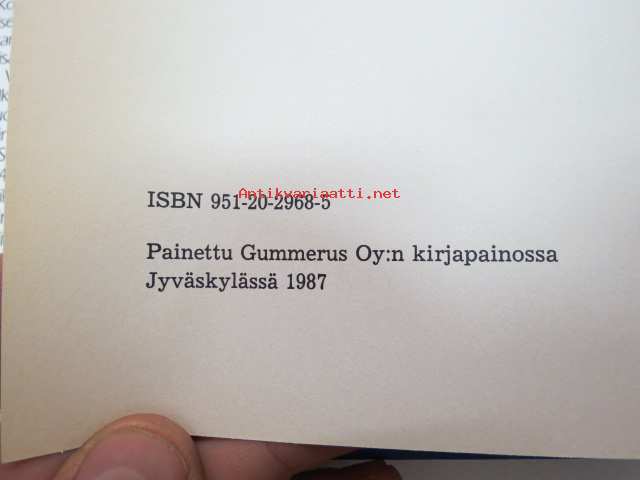 ISBN 951-20-2968-5
Antikvariaatti.net
Painettu Gummerus Oy:n kirjapainossa
Jyväskylässä 1987